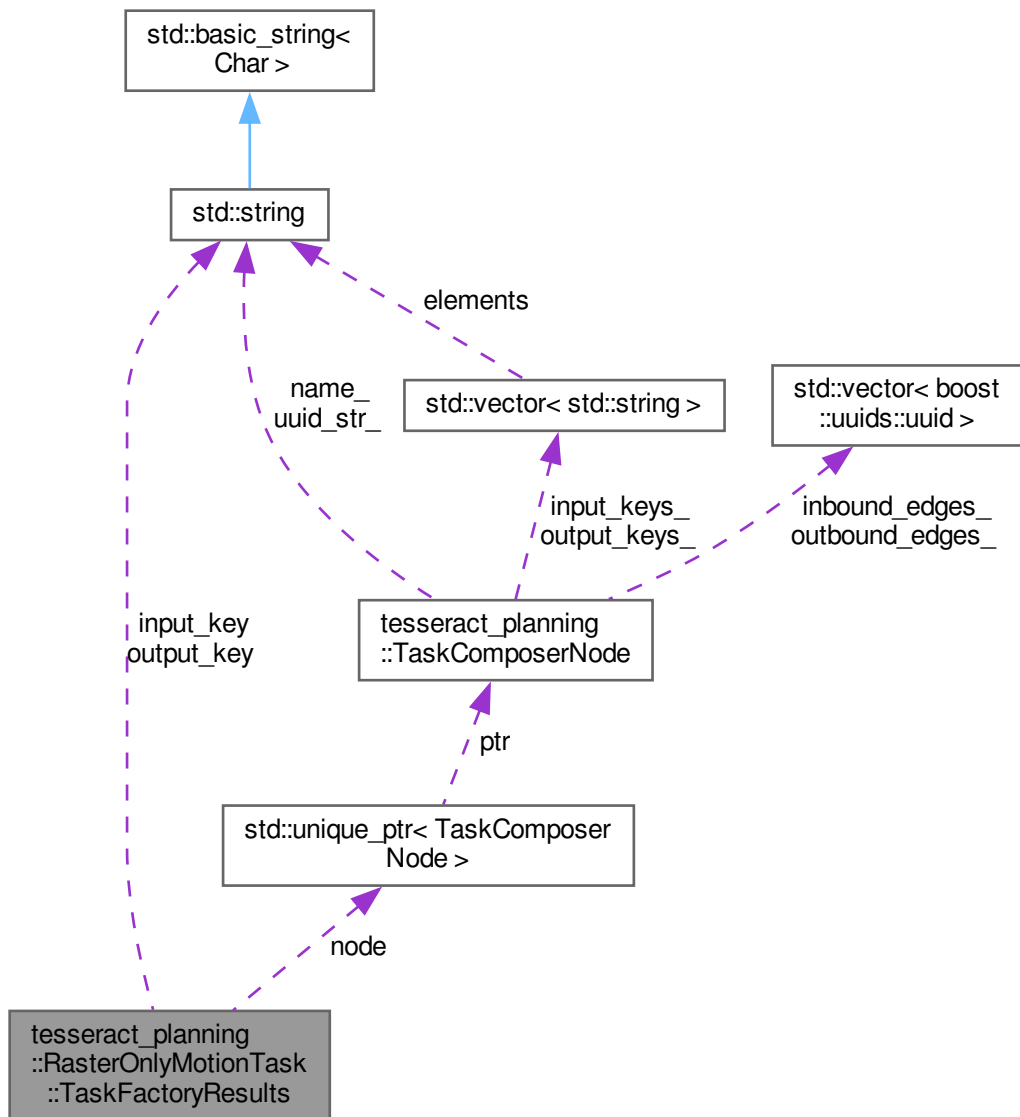 std::basic_string<
Char >
std::string
elements
name_
uuid_str_
std::vector< std::string >
std::vector< boost
::uuids::uuid >
input_keys_
output_keys_
inbound_edges_
outbound_edges_
input_key
output_key
tesseract_planning
::TaskComposerNode
ptr
std::unique_ptr< TaskComposer
Node >
node
tesseract_planning
::RasterOnlyMotionTask
::TaskFactoryResults